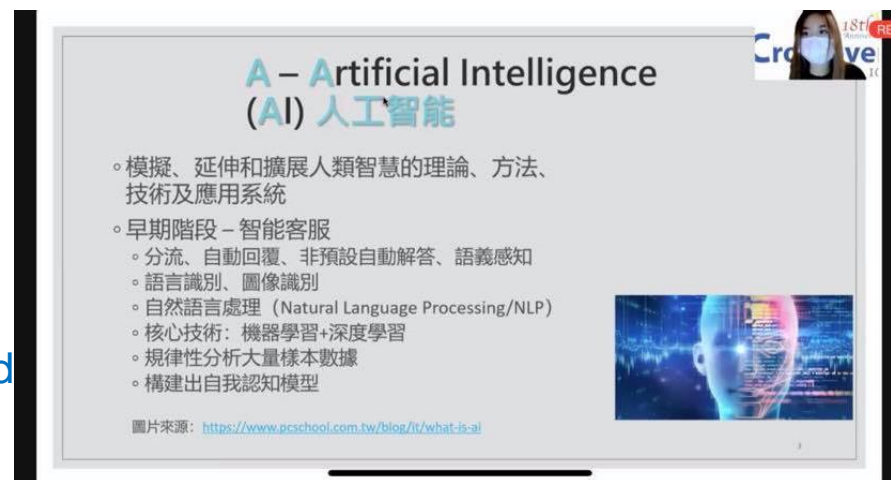 A – Artificial Intelligence
(AI) 人工智能
18th
RE
Cr
ve
◦模擬、延伸和擴展人類智慧的理論、方法、
技術及應用系統
◦早期階段 – 智能客服
◦分流、自動回覆、非預設自動解答、語義感知
◦語言識別、圖像識別
◦自然語言處理（Natural Language Processing/NLP）
◦核心技術：機器學習+深度學習
◦規律性分析大量樣本數據
◦構建出自我認知模型
d
圖片來源：https://www.pcschool.com.tw/blog/it/what-is-ai
3